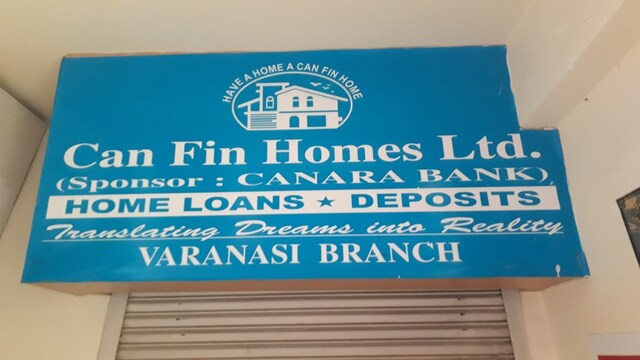 HAVE A HOME A CAN FIN HOME
Can Fin Homes Ltd.
(Sponsor : CANARA BANK)
HOME LOANS ★ DEPOSITS
Translating Dreams into Reality
VARANASI BRANCH